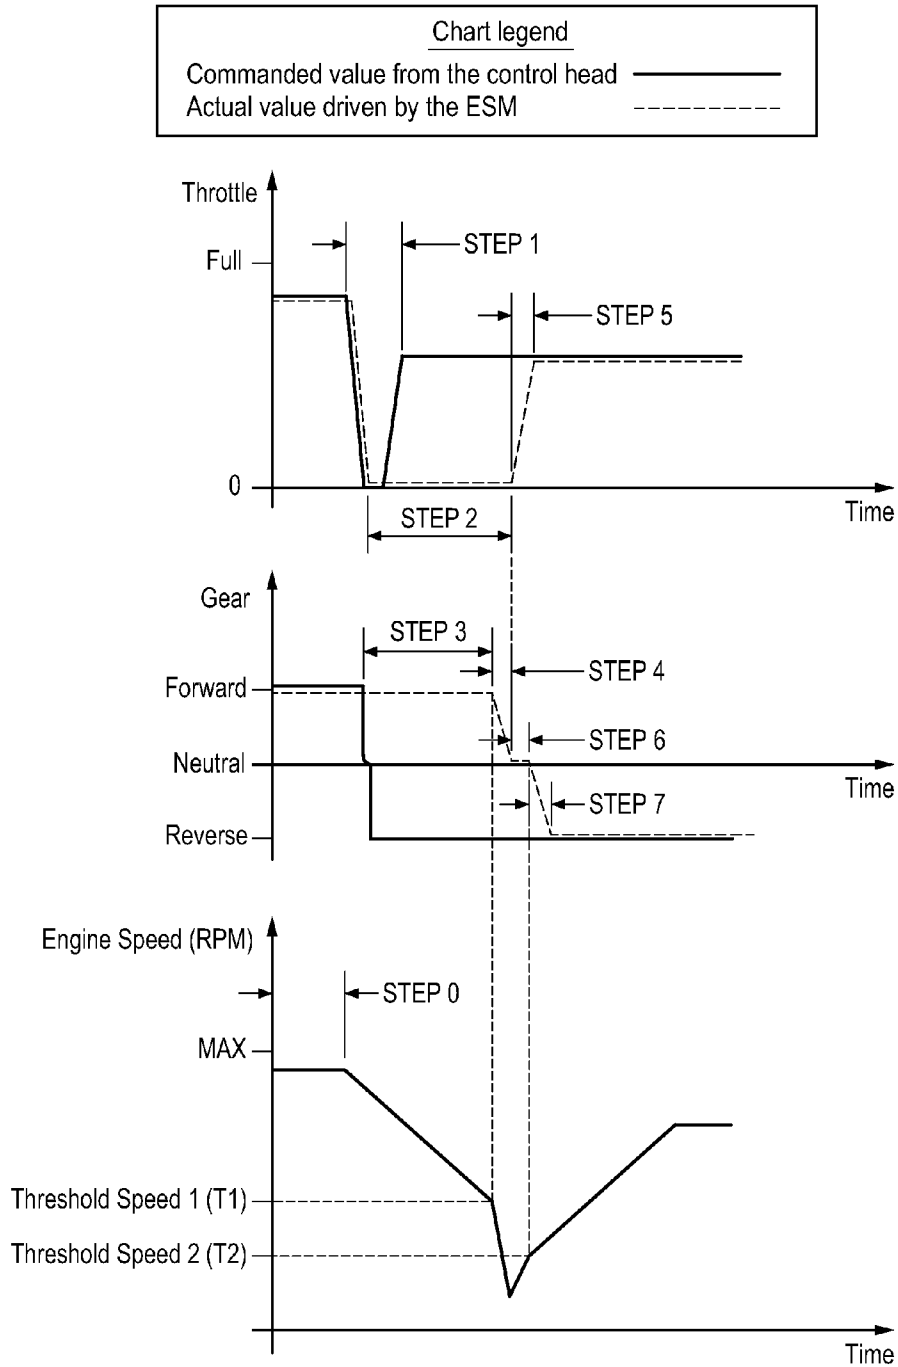 Chart legend
Commanded value from the control head
Actual value driven by the ESM
Throttle
STEP 1
Full
STEP 5
0
Time
STEP 2
Gear
STEP 3
STEP 4
Forward
STEP 6
Neutral
Time
STEP 7
Reverse
Engine Speed (RPM)
STEP 0
MAX
Threshold Speed 1 (T1)
Threshold Speed 2 (T2)
Time